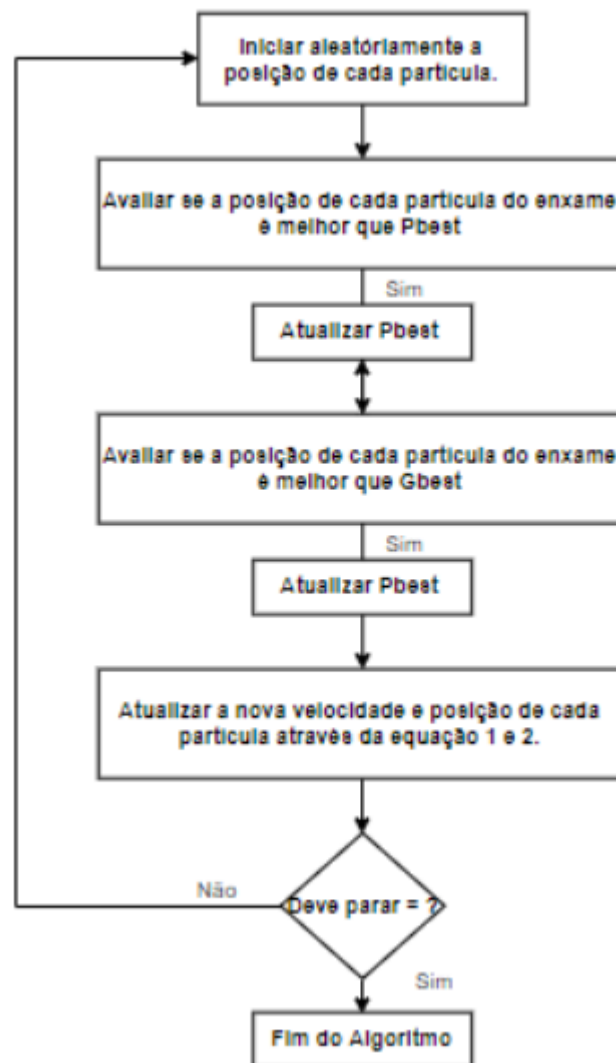 Iniciar aleatóriamente a
posição de cada particula.
Avaliar se a posição de cada particula do enxame
é melhor que Pbest
Sim
Atualizar Pbest
Avaliar se a posição de cada particula do enxame
é melhor que Gbest
Sim
Atualizar Pbest
Atualizar a nova velocidade e posição de cada
particula através da equação 1 e 2.
Não
Deve parar = ?
Sim
Fim do Algoritmo